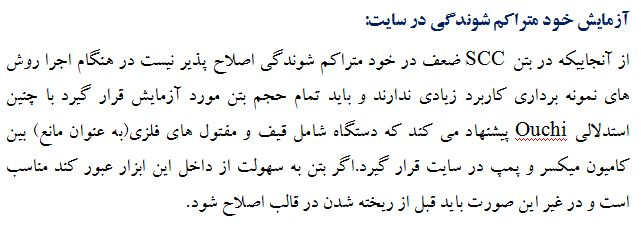 آزمایش خود متراکم شوندگی در سایت:
از آنجاییکه در بتن SCC ضعف در خود متراکم شوندگی اصلاح پذیر نیست در هنگام اجرا روش
های نمونه برداری کاربرد زیادی ندارند و باید تمام حجم بتن مورد آزمایش قرار گیرد با چنین
استدلالی Ouchi پیشنهاد می کند که دستگاه شامل قیف و مفتول های فلزی(به عنوان مانع) بین
کامیون میکسر و پمپ در سایت قرار گیرد.اگر بتن به سهولت از داخل این ابزار عبور کند مناسب
است و در غیر این صورت باید قبل از ریخته شدن در قالب اصلاح شود.